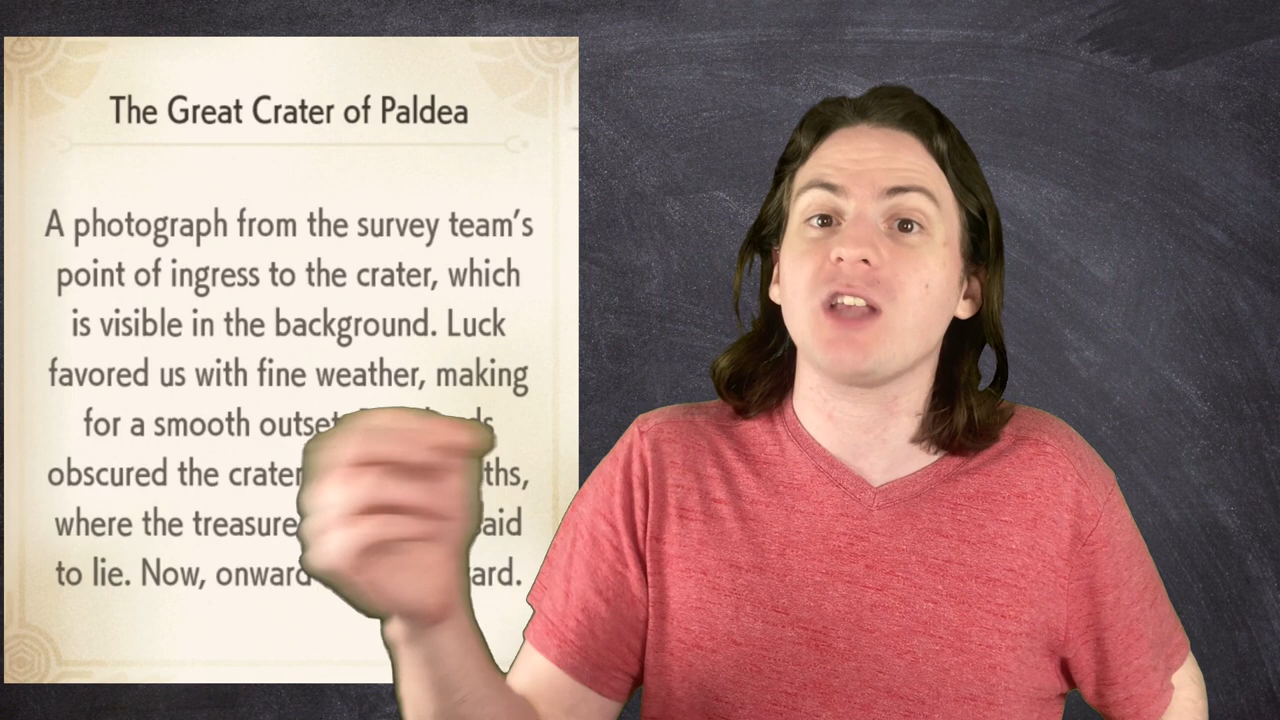 The Great Crater of Paldea
A photograph from the survey team's
point of ingress to the crater, which
is visible in the background. Luck
favored us with fine weather, making
for a smooth outset
obscured the crater
where the treasure
to lie. Now, onward